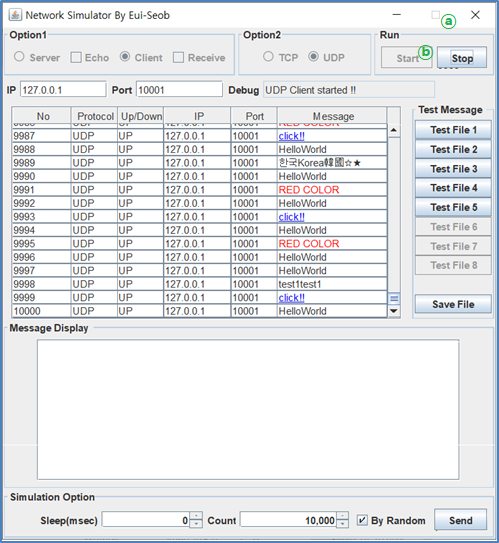 Network Simulator By Eui-Seob
ⓐ
Option1
Option2
Run
Server Echo Client Receive
TCP UDP
ⓑ
Start Stop
IP 127.0.0.1 Port 10001 Debug UDP Client started !!
No Protocol Up/Down IP Port Message
9987 UDP UP 127.0.0.1 10001 click!!
9988 UDP UP 127.0.0.1 10001 HelloWorld
9989 UDP UP 127.0.0.1 10001 한국Korea韓國☆★
9990 UDP UP 127.0.0.1 10001 HelloWorld
9991 UDP UP 127.0.0.1 10001 RED COLOR
9992 UDP UP 127.0.0.1 10001 HelloWorld
9993 UDP UP 127.0.0.1 10001 click!!
9994 UDP UP 127.0.0.1 10001 HelloWorld
9995 UDP UP 127.0.0.1 10001 RED COLOR
9996 UDP UP 127.0.0.1 10001 HelloWorld
9997 UDP UP 127.0.0.1 10001 HelloWorld
9998 UDP UP 127.0.0.1 10001 test1test1
9999 UDP UP 127.0.0.1 10001 click!!
10000 UDP UP 127.0.0.1 10001 HelloWorld
Test Message
Test File 1
Test File 2
Test File 3
Test File 4
Test File 5
Test File 6
Test File 7
Test File 8
Save File
Message Display
Simulation Option
Sleep(msec) 0 Count 10,000 By Random Send